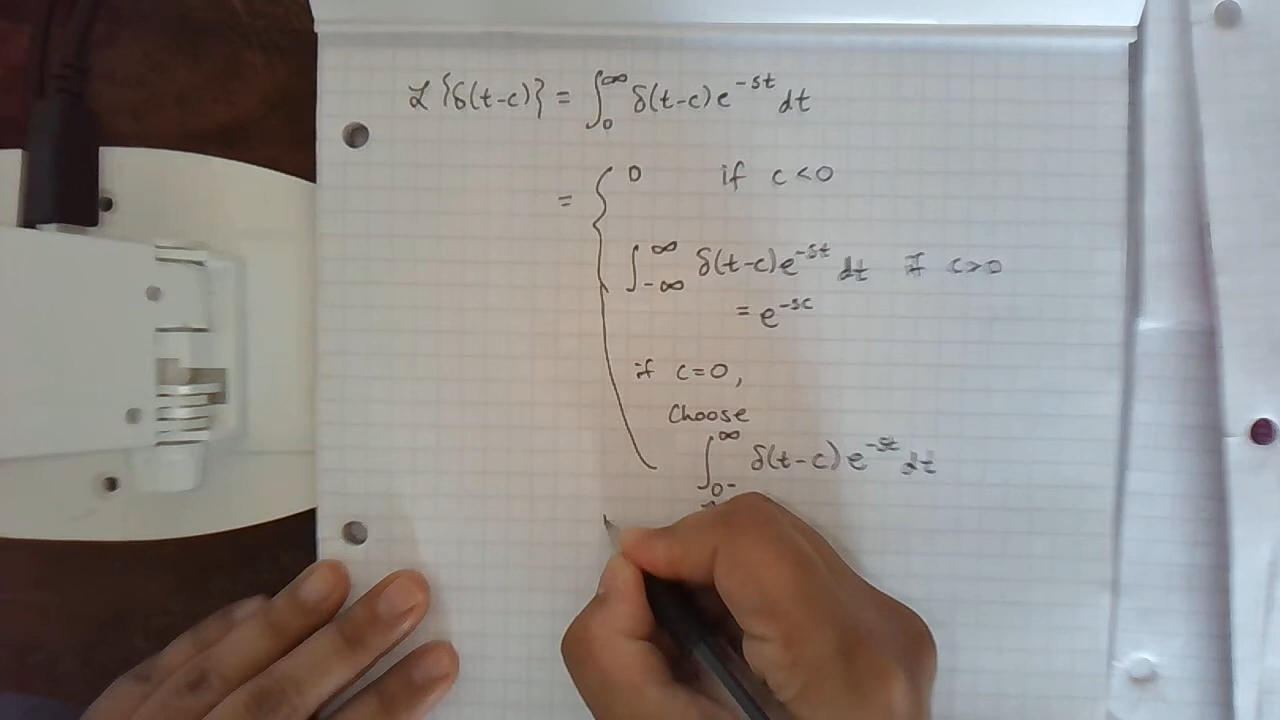 ℒ{δ(t-c)} = ∫₀^∞ δ(t-c)e^{-st} dt
= { 0 if c<0
∫_{-∞}^{∞} δ(t-c)e^{-st} dt if c>0
= e^{-sc}
if c=0,
Choose
∫_{0-}^{∞} δ(t-c)e^{-st} dt